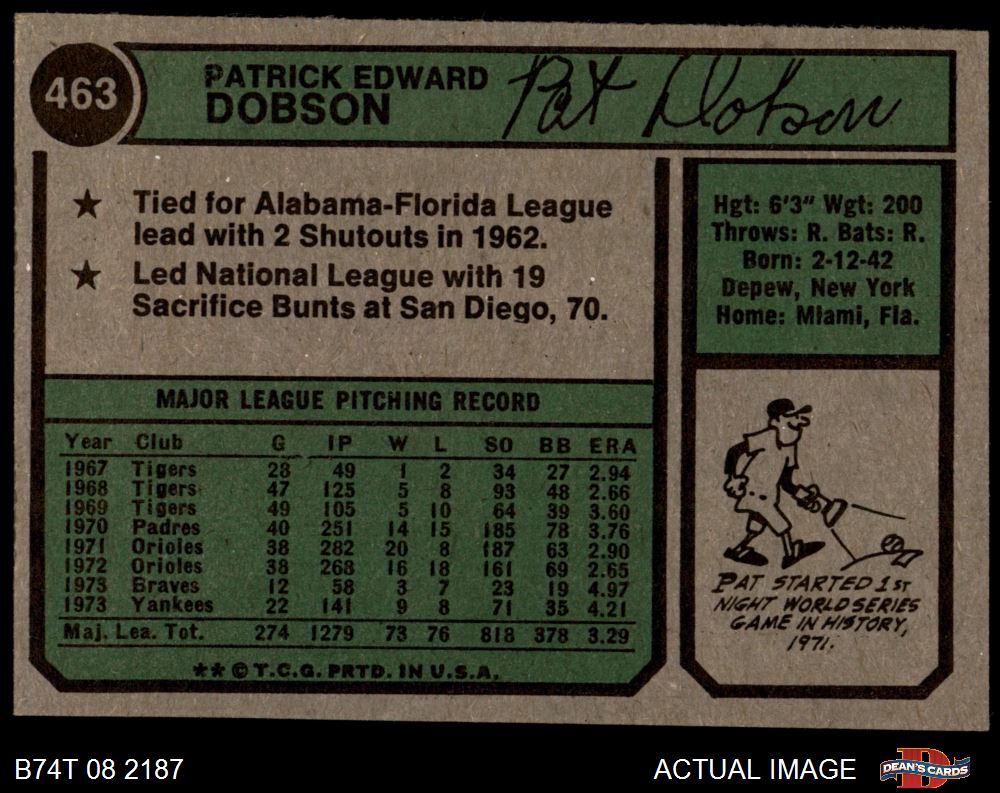 463
PATRICK EDWARD
DOBSON
Pat Dobson
★ Tied for Alabama-Florida League
lead with 2 Shutouts in 1962.
★ Led National League with 19
Sacrifice Bunts at San Diego, 70.
Hgt: 6'3" Wgt: 200
Throws: R. Bats: R.
Born: 2-12-42
Depew, New York
Home: Miami, Fla.
MAJOR LEAGUE PITCHING RECORD
Year Club G IP W L SO BB ERA
1967 Tigers 28 49 1 2 34 27 2.94
1968 Tigers 47 125 5 8 93 48 2.66
1969 Tigers 49 105 5 10 64 39 3.60
1970 Padres 40 251 14 15 185 78 3.76
1971 Orioles 38 282 20 8 187 63 2.90
1972 Orioles 38 268 16 18 161 69 2.65
1973 Braves 12 58 3 7 23 19 4.97
1973 Yankees 22 141 9 8 71 35 4.21
Maj. Lea. Tot. 274 1279 73 76 818 378 3.29
**©T.C.G. PRTD. IN U.S.A.
PAT STARTED 1ST
NIGHT WORLD SERIES
GAME IN HISTORY,
1971.
B74T 08 2187
ACTUAL IMAGE
DEAN'S CARDS